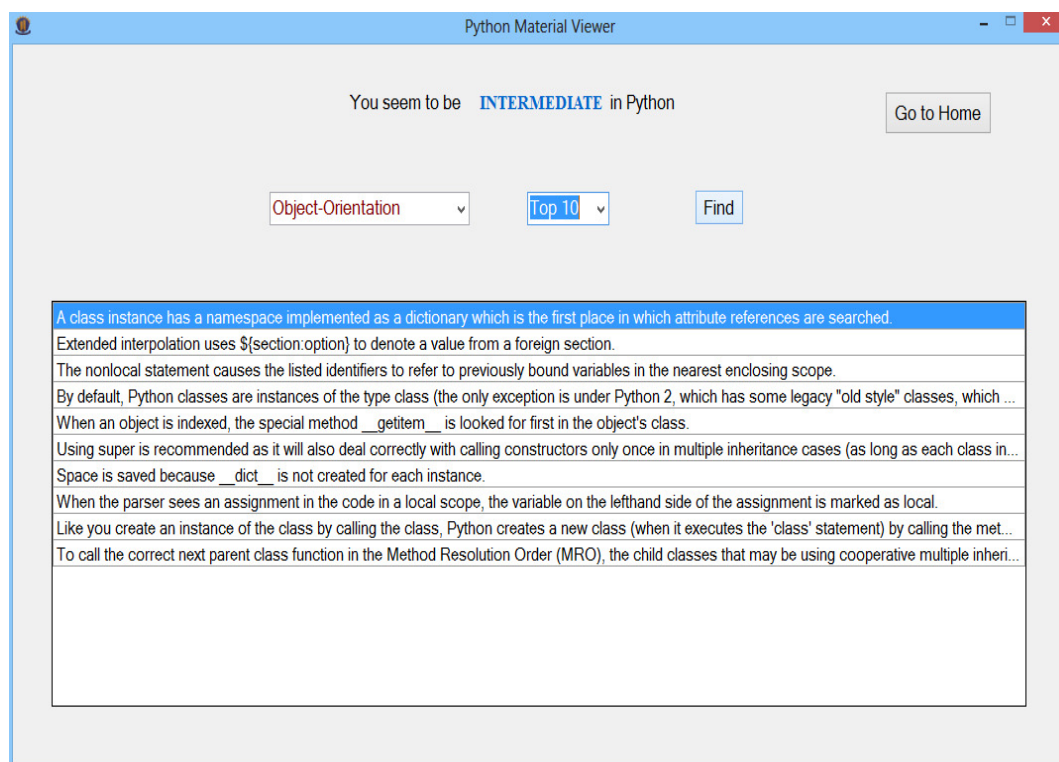 Python Material Viewer
You seem to be INTERMEDIATE in Python
Go to Home
Object-Orientation Top 10 Find
A class instance has a namespace implemented as a dictionary which is the first place in which attribute references are searched.
Extended interpolation uses ${section:option} to denote a value from a foreign section.
The nonlocal statement causes the listed identifiers to refer to previously bound variables in the nearest enclosing scope.
By default, Python classes are instances of the type class (the only exception is under Python 2, which has some legacy "old style" classes, which ...
When an object is indexed, the special method __getitem__ is looked for first in the object's class.
Using super is recommended as it will also deal correctly with calling constructors only once in multiple inheritance cases (as long as each class in...
Space is saved because __dict__ is not created for each instance.
When the parser sees an assignment in the code in a local scope, the variable on the lefthand side of the assignment is marked as local.
Like you create an instance of the class by calling the class, Python creates a new class (when it executes the 'class' statement) by calling the met...
To call the correct next parent class function in the Method Resolution Order (MRO), the child classes that may be using cooperative multiple inheri...